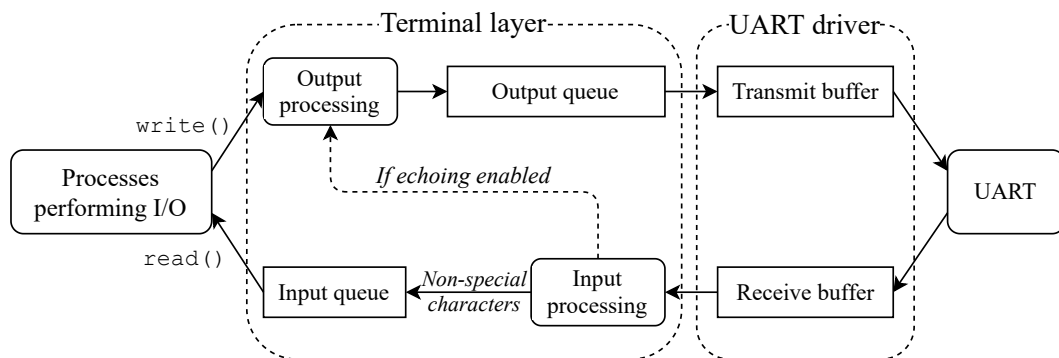 Terminal layer
UART driver
Output
processing
Output queue
Transmit buffer
write()
If echoing enabled
Processes
performing I/O
UART
read()
Input queue
Non-special
characters
Input
processing
Receive buffer